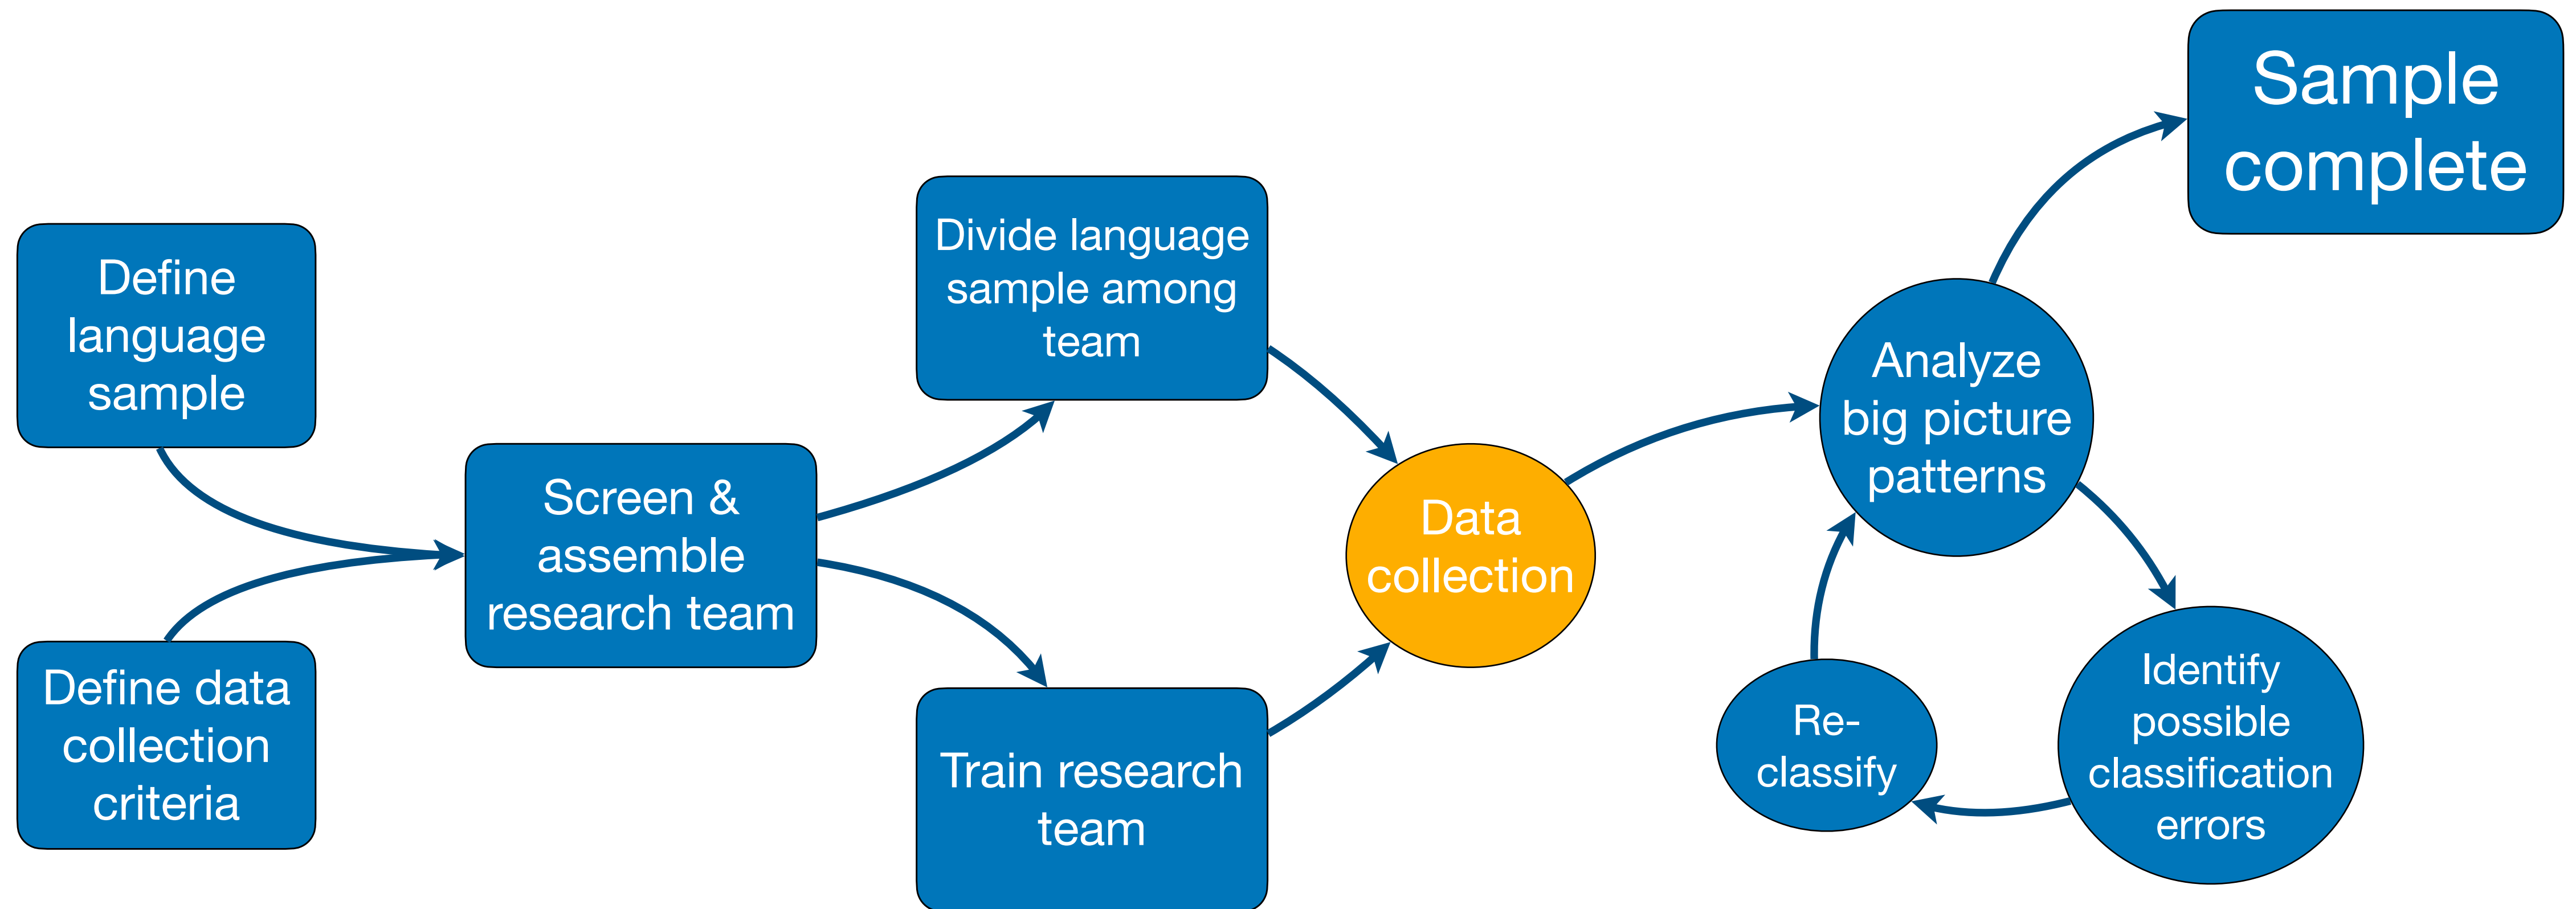 Define
language
sample
Define data
collection
criteria
Screen &
assemble
research team
Divide language
sample among
team
Train research
team
Data
collection
Analyze
big picture
patterns
Identify
possible
classification
errors
Re-
classify
Sample
complete